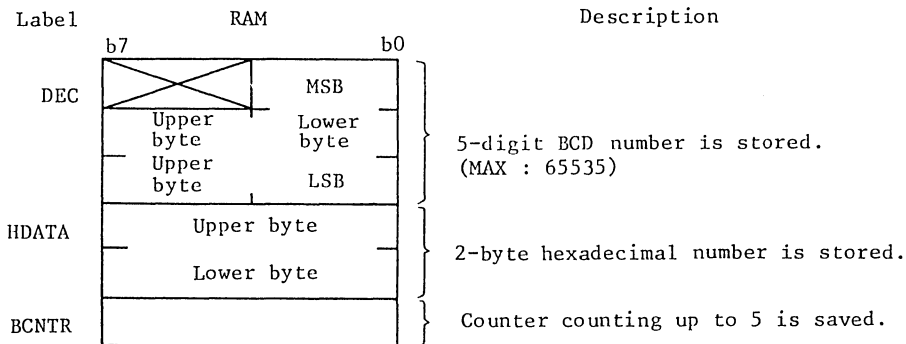 Label RAM Description
b7 b0
DEC MSB
Upper byte Lower byte
5-digit BCD number is stored.
(MAX : 65535)
Upper byte LSB
HDATA Upper byte
2-byte hexadecimal number is stored.
Lower byte
BCNTR Counter counting up to 5 is saved.